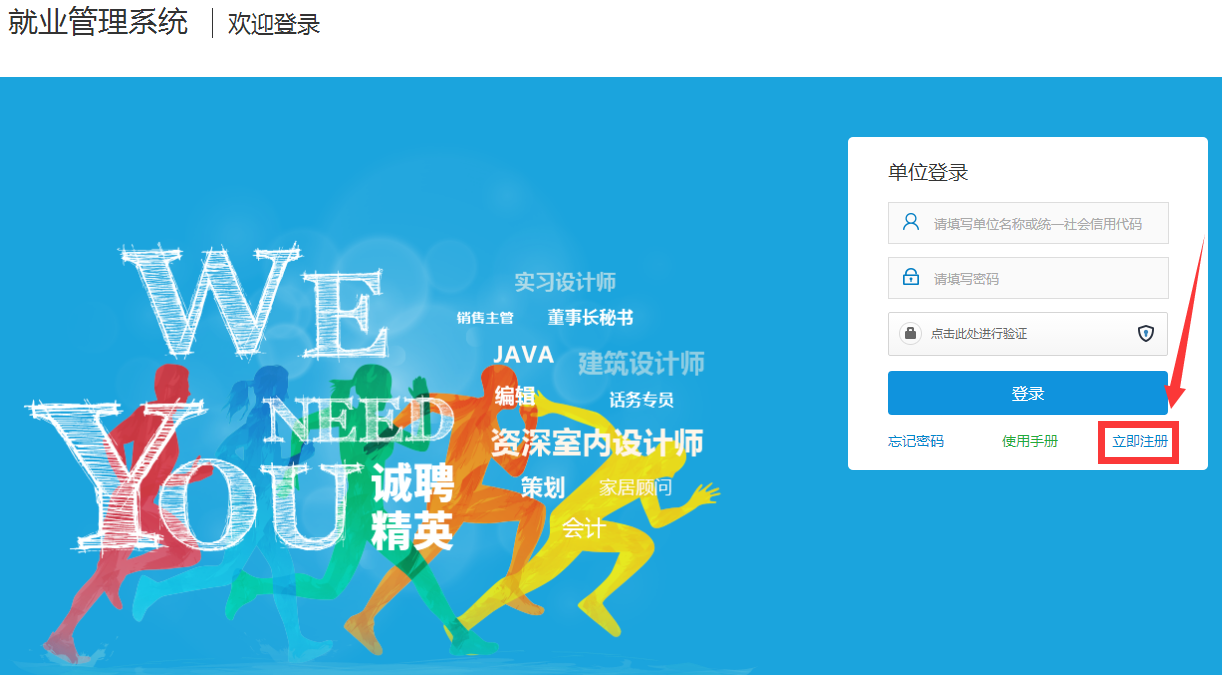 就业管理系统 | 欢迎登录
单位登录
请填写单位名称或统一社会信用代码
请填写密码
点击此处进行验证
登录
忘记密码 使用手册 立即注册
WE
NEED
YOU
诚聘
精英
实习设计师
销售主管 董事长秘书
JAVA 建筑设计师
编辑 话务专员
资深室内设计师
策划 家居顾问
会计